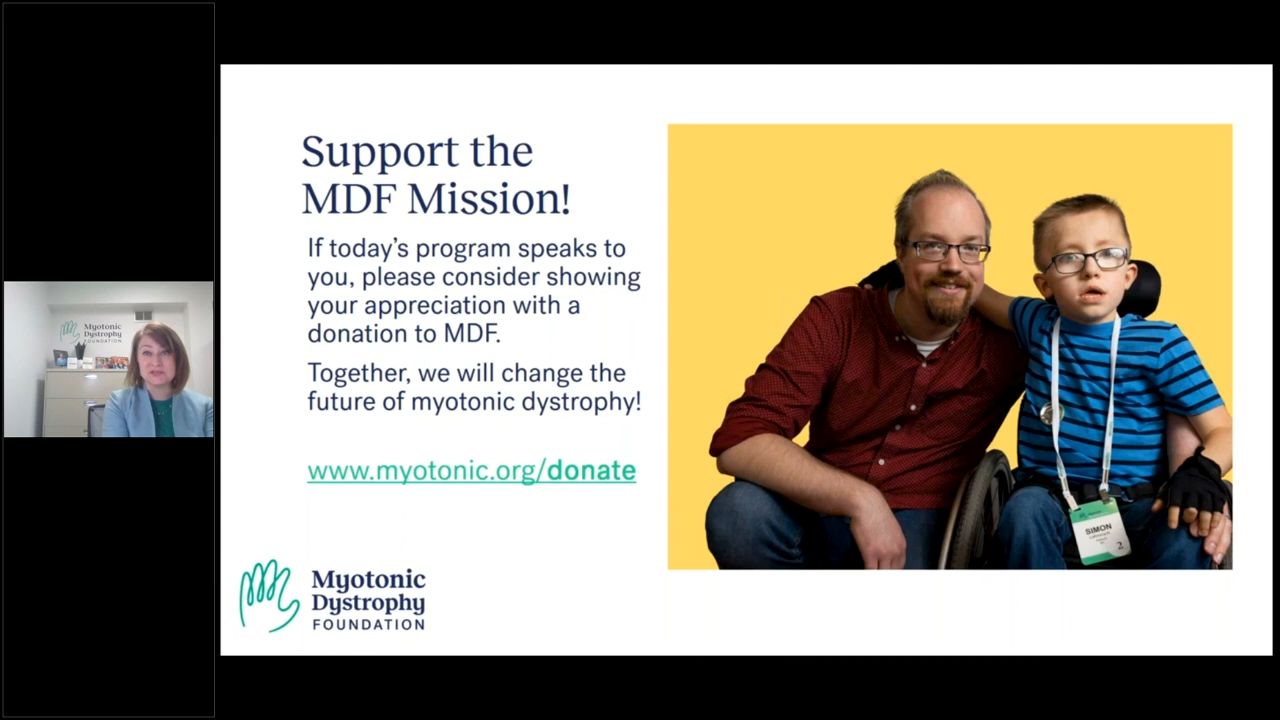 Support the
MDF Mission!
If today's program speaks to
you, please consider showing
your appreciation with a
donation to MDF.
Together, we will change the
future of myotonic dystrophy!
www.myotonic.org/donate
Myotonic
Dystrophy
FOUNDATION
Myotonic
Dystrophy
FOUNDATION
SIMON
2